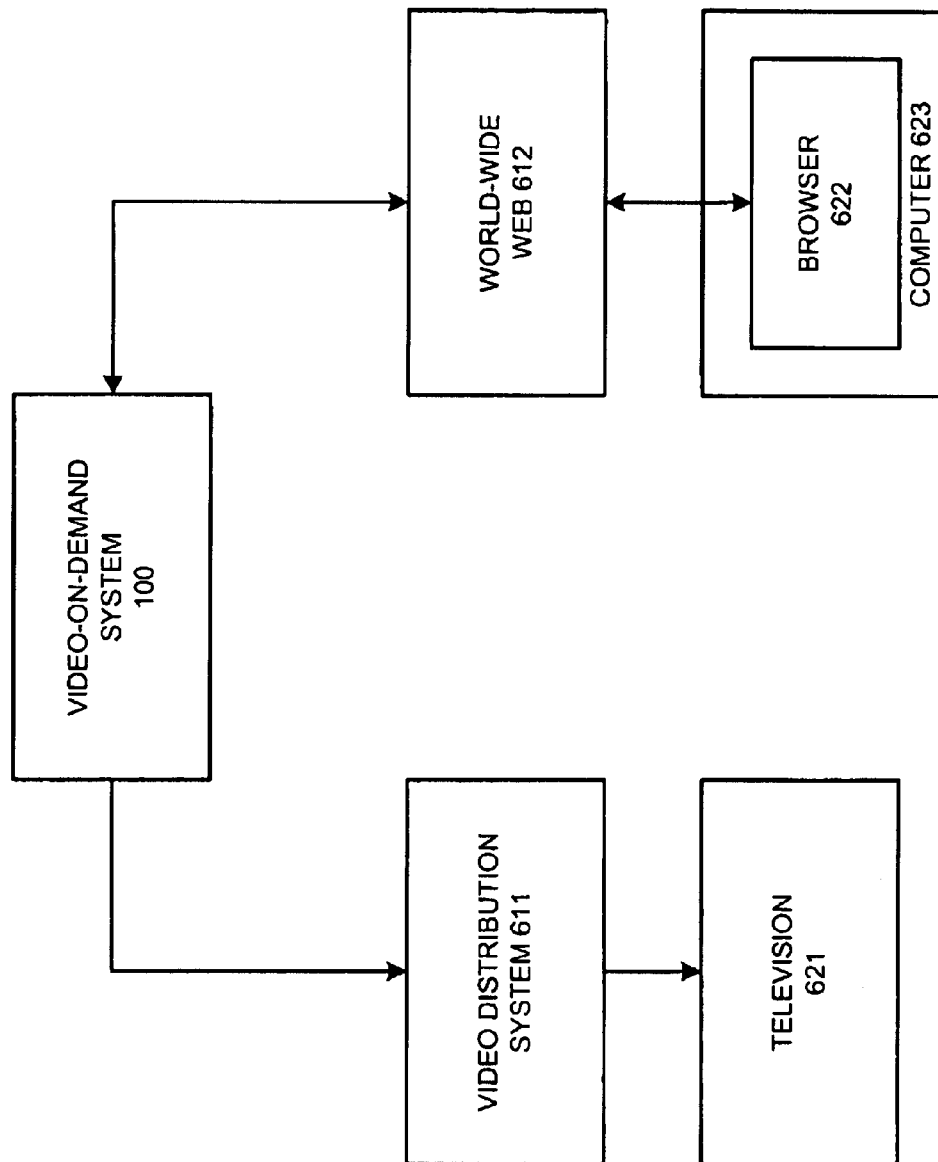 VIDEO-ON-DEMAND
SYSTEM
100
VIDEO DISTRIBUTION
SYSTEM 611
TELEVISION
621
WORLD-WIDE
WEB 612
BROWSER
622
COMPUTER 623